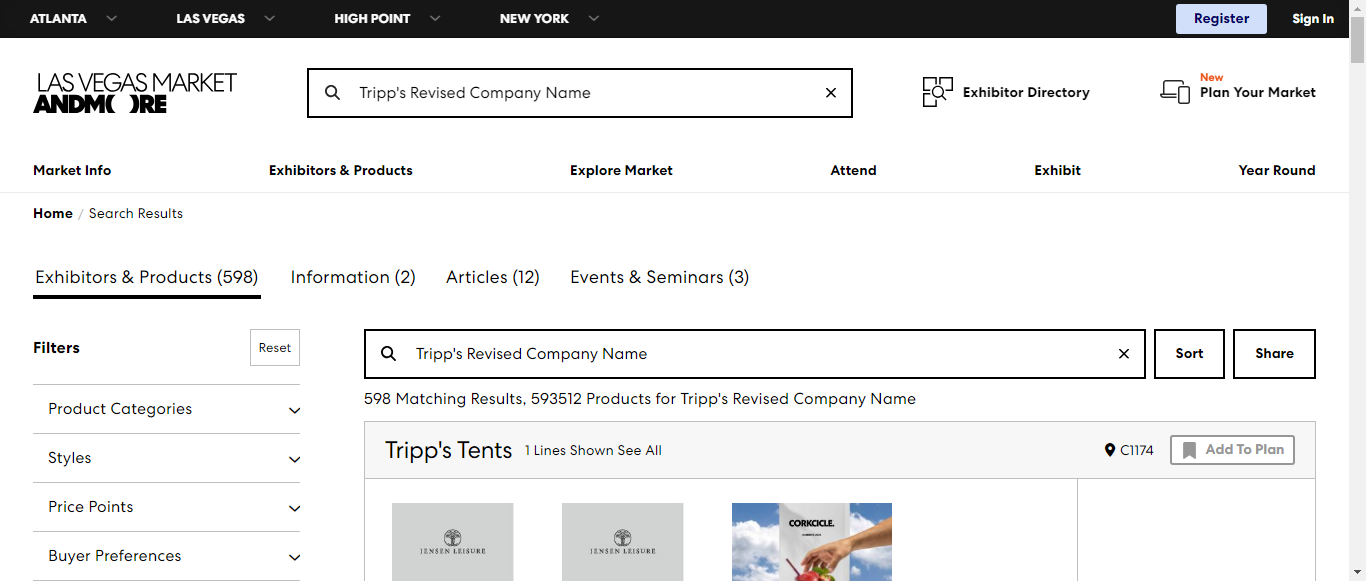 ATLANTA LAS VEGAS HIGH POINT NEW YORK Register Sign In
LAS VEGAS MARKET
ANDMORE
Tripp's Revised Company Name
Exhibitor Directory
New
Plan Your Market
Market Info Exhibitors & Products Explore Market Attend Exhibit Year Round
Home / Search Results
Exhibitors & Products (598) Information (2) Articles (12) Events & Seminars (3)
Filters Reset
Tripp's Revised Company Name Sort Share
598 Matching Results, 593512 Products for Tripp's Revised Company Name
Product Categories
Styles
Price Points
Buyer Preferences
Tripp's Tents 1 Lines Shown See All C1174 Add To Plan
JENSEN LEISURE JENSEN LEISURE CORKCICLE.